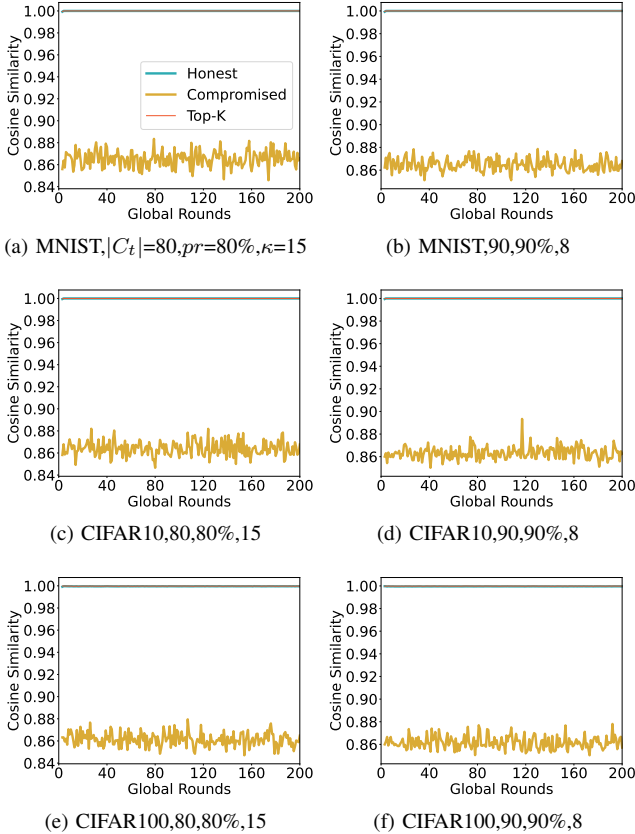 Cosine Similarity
1.00
0.98
0.96
0.94
0.92
0.90
0.88
0.86
0.84
0 40 80 120 160 200
Global Rounds
Honest
Compromised
Top-K
(a) MNIST,|C_t|=80,pr=80%,κ=15
Cosine Similarity
1.00
0.98
0.96
0.94
0.92
0.90
0.88
0.86
0 40 80 120 160 200
Global Rounds
(b) MNIST,90,90%,8
Cosine Similarity
1.00
0.98
0.96
0.94
0.92
0.90
0.88
0.86
0.84
0 40 80 120 160 200
Global Rounds
(c) CIFAR10,80,80%,15
Cosine Similarity
1.00
0.98
0.96
0.94
0.92
0.90
0.88
0.86
0 40 80 120 160 200
Global Rounds
(d) CIFAR10,90,90%,8
Cosine Similarity
1.00
0.98
0.96
0.94
0.92
0.90
0.88
0.86
0.84
0 40 80 120 160 200
Global Rounds
(e) CIFAR100,80,80%,15
Cosine Similarity
1.00
0.98
0.96
0.94
0.92
0.90
0.88
0.86
0 40 80 120 160 200
Global Rounds
(f) CIFAR100,90,90%,8